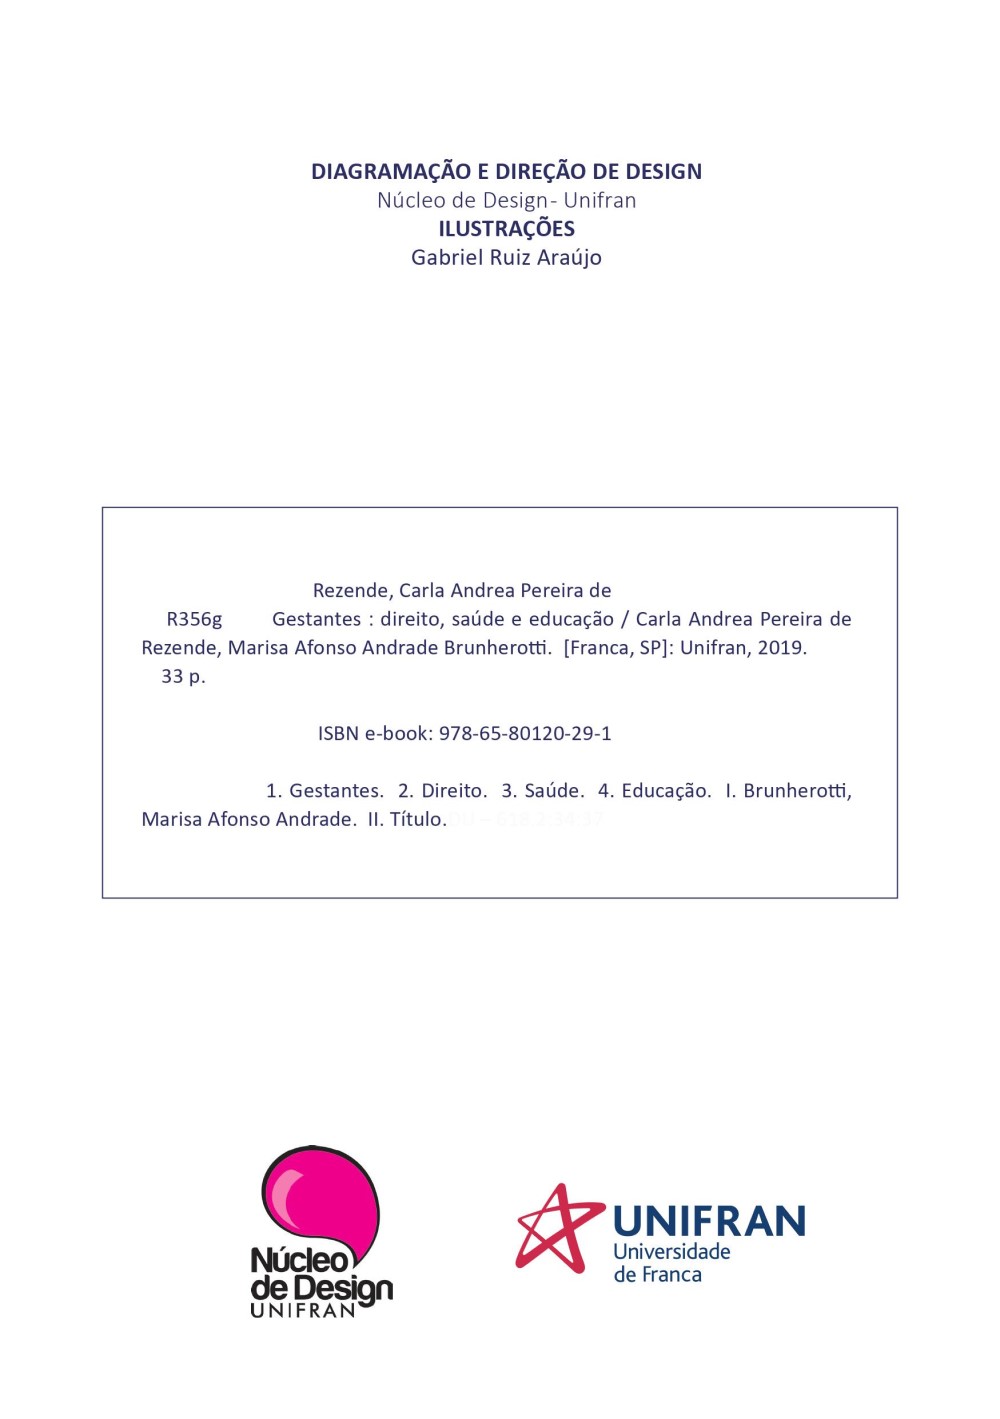 DIAGRAMAÇÃO E DIREÇÃO DE DESIGN
Núcleo de Design- Unifran
ILUSTRAÇÕES
Gabriel Ruiz Araújo
Rezende, Carla Andrea Pereira de
R356g Gestantes : direito, saúde e educação / Carla Andrea Pereira de
Rezende, Marisa Afonso Andrade Brunherotti. [Franca, SP]: Unifran, 2019.
33 p.
ISBN e-book: 978-65-80120-29-1
1. Gestantes. 2. Direito. 3. Saúde. 4. Educação. I. Brunherotti,
Marisa Afonso Andrade. II. Título.
Núcleo
de Design
UNIFRAN
UNIFRAN
Universidade
de Franca